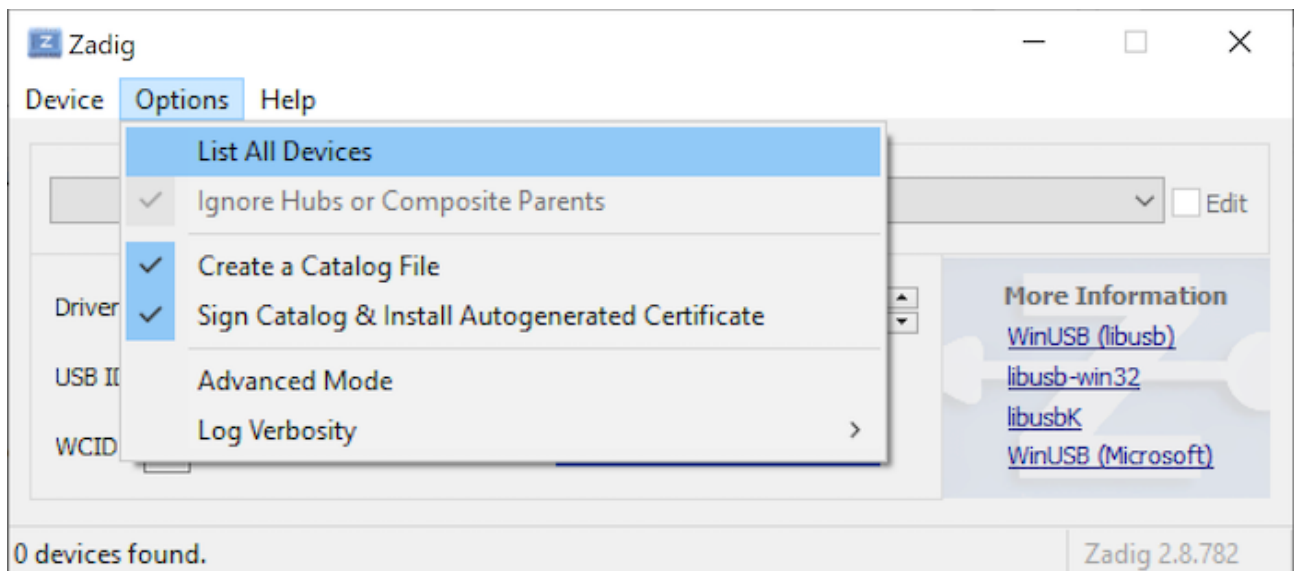 Zadig
Device Options Help
List All Devices
Ignore Hubs or Composite Parents
Edit
Create a Catalog File
Sign Catalog & Install Autogenerated Certificate
Advanced Mode
Log Verbosity
Driver
USB ID
WCID
More Information
WinUSB (libusb)
libusb-win32
libusbK
WinUSB (Microsoft)
0 devices found.
Zadig 2.8.782